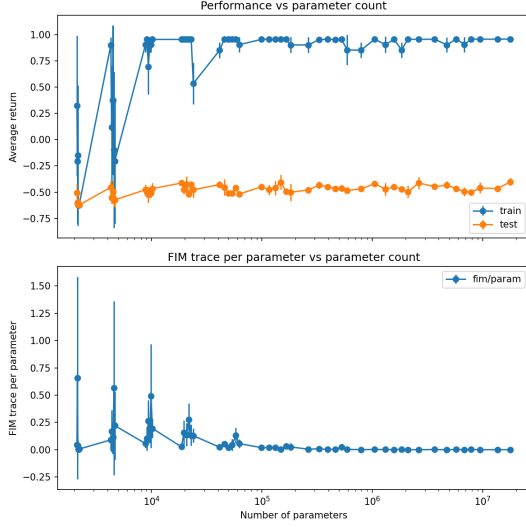 Performance vs parameter count
Average return
1.00
0.75
0.50
0.25
0.00
−0.25
−0.50
−0.75
train
test
FIM trace per parameter vs parameter count
FIM trace per parameter
1.50
1.25
1.00
0.75
0.50
0.25
0.00
−0.25
fim/param
10⁴
10⁵
10⁶
10⁷
Number of parameters